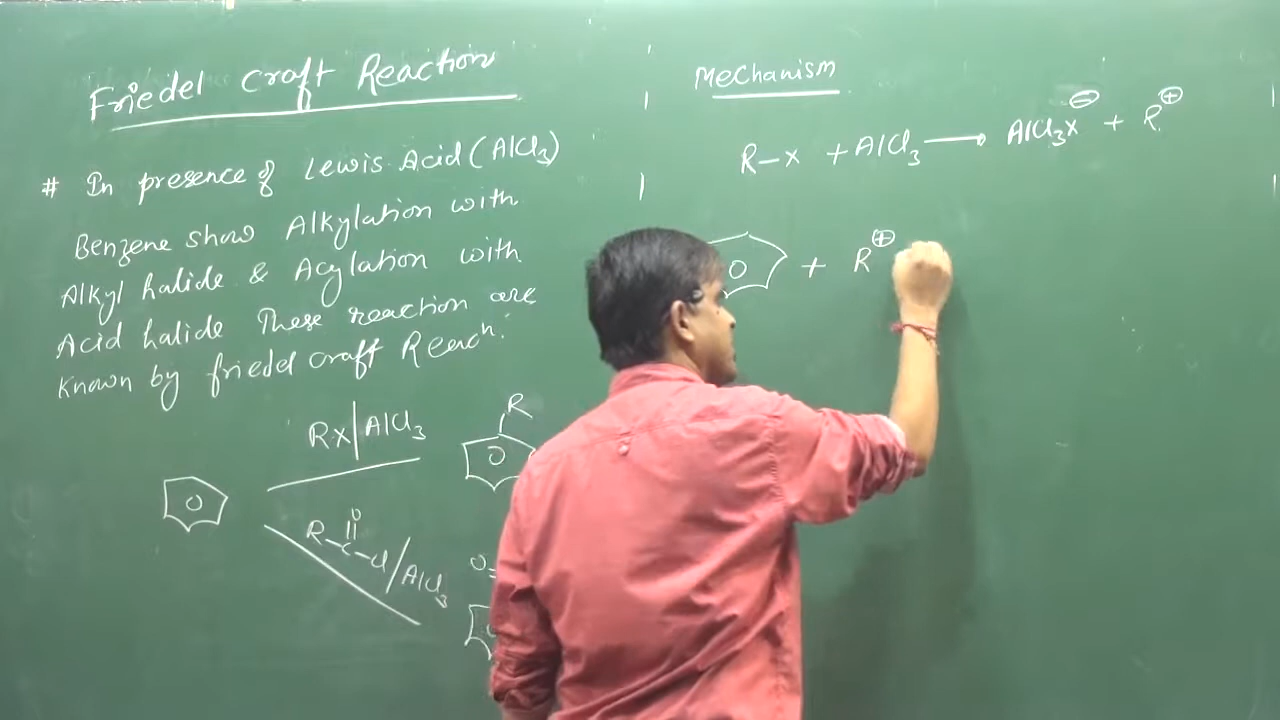 Friedel Craft Reaction
# In presence of Lewis Acid (AlCl3)
Benzene show Alkylation with
Alkyl halide & Acylation with
Acid halide These reaction are
Known by friedel craft Reacn.
RX/AlCl3
R
R-C-Cl/AlCl3
O
O=
Mechanism
R-X + AlCl3 ⟶ AlCl3X⊖ + R⊕
+ R⊕